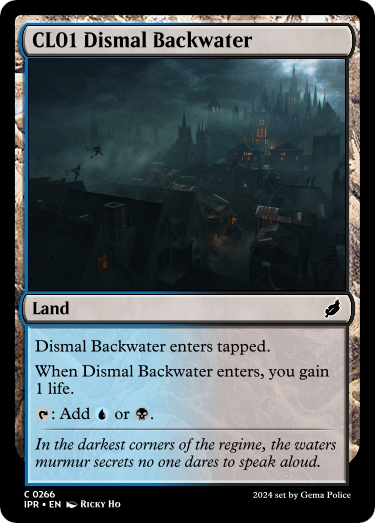 CL01 Dismal Backwater
Land
Dismal Backwater enters tapped.
When Dismal Backwater enters, you gain
1 life.
: Add or .
In the darkest corners of the regime, the waters
murmur secrets no one dares to speak aloud.
C 0266
IPR • EN Ricky Ho
2024 set by Gema Police